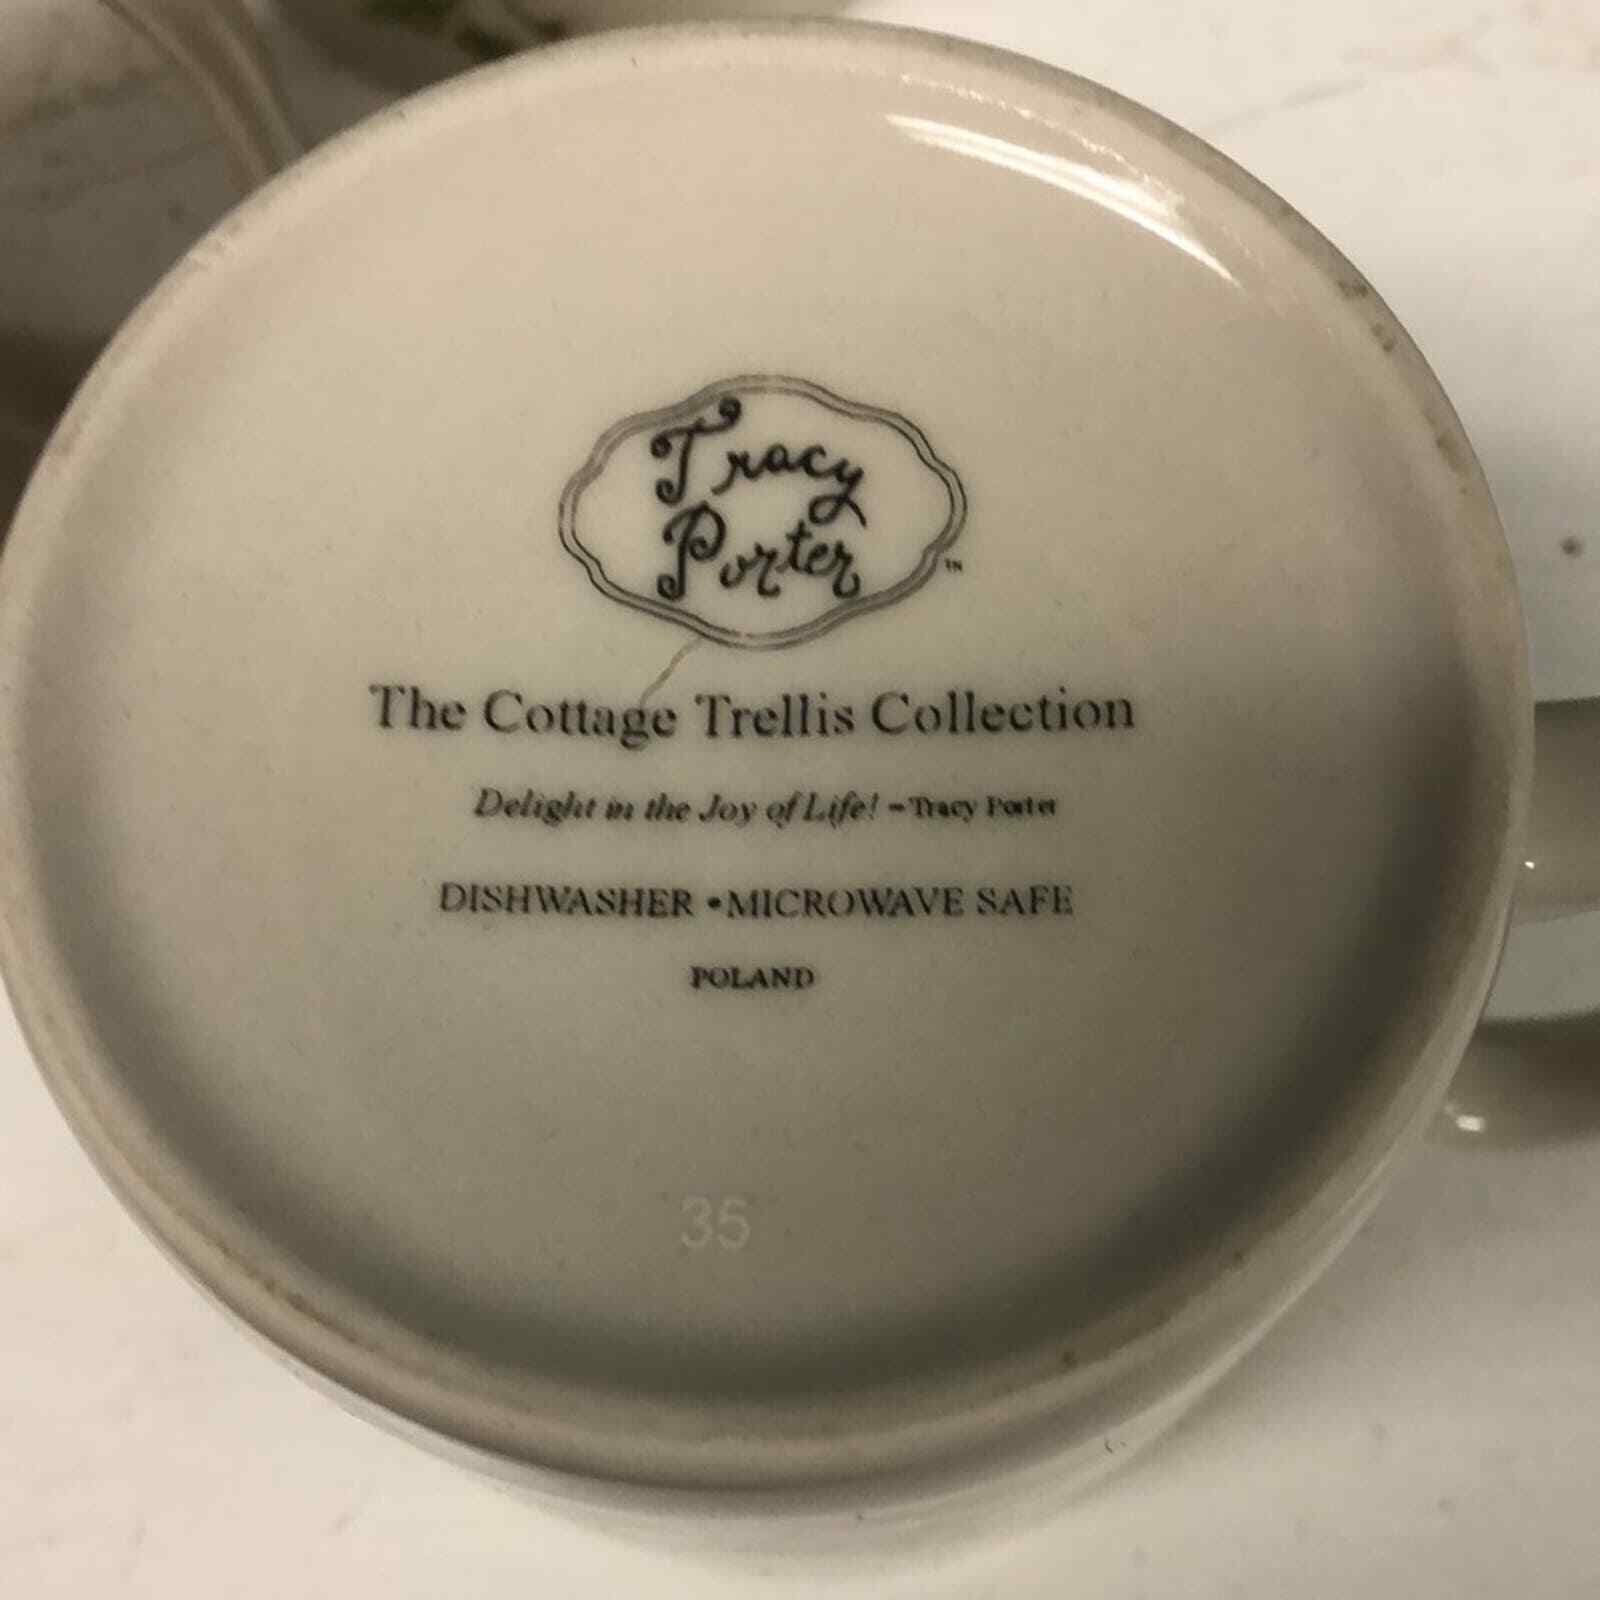 Tracy
Porter
TM
The Cottage Trellis Collection
Delight in the Joy of Life! - Tracy Porter
DISHWASHER • MICROWAVE SAFE
POLAND
35